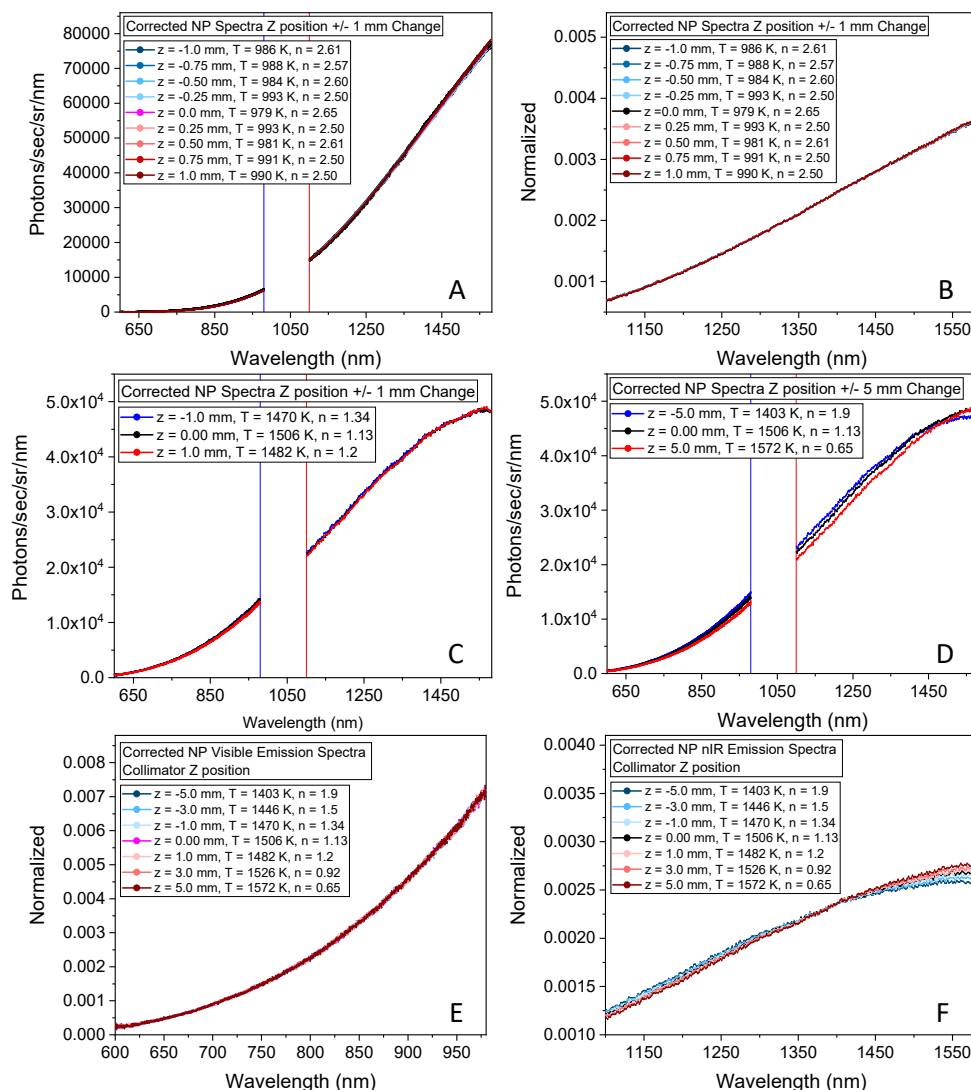 Corrected NP Spectra Z position +/- 1 mm Change
z = -1.0 mm, T = 986 K, n = 2.61
z = -0.75 mm, T = 988 K, n = 2.57
z = -0.50 mm, T = 984 K, n = 2.60
z = -0.25 mm, T = 993 K, n = 2.50
z = 0.0 mm, T = 979 K, n = 2.65
z = 0.25 mm, T = 993 K, n = 2.50
z = 0.50 mm, T = 981 K, n = 2.61
z = 0.75 mm, T = 991 K, n = 2.50
z = 1.0 mm, T = 990 K, n = 2.50
80000
70000
60000
50000
40000
30000
20000
10000
0
Photons/sec/sr/nm
A
650 850 1050 1250 1450
Wavelength (nm)
Corrected NP Spectra Z position +/- 1 mm Change
z = -1.0 mm, T = 986 K, n = 2.61
z = -0.75 mm, T = 988 K, n = 2.57
z = -0.50 mm, T = 984 K, n = 2.60
z = -0.25 mm, T = 993 K, n = 2.50
z =0.0 mm, T = 979 K, n = 2.65
z = 0.25 mm, T = 993 K, n = 2.50
z = 0.50 mm, T = 981 K, n = 2.61
z = 0.75 mm, T = 991 K, n = 2.50
z = 1.0 mm, T = 990 K, n = 2.50
0.005
0.004
0.003
0.002
0.001
Normalized
B
1150 1250 1350 1450 1550
Wavelength (nm)
Corrected NP Spectra Z position +/- 1 mm Change
z = -1.0 mm T = 1470 K, n = 1.34
z = 0.00 mm, T = 1506 K, n = 1.13
z = 1.0 mm, T = 1482 K, n = 1.2
5.0x10⁴
4.0x10⁴
3.0x10⁴
2.0x10⁴
1.0x10⁴
0.0
Photons/sec/sr/nm
C
650 850 1050 1250 1450
Wavelength (nm)
Corrected NP Spectra Z position +/- 5 mm Change
z = -5.0 mm, T = 1403 K, n = 1.9
z = 0.00 mm, T = 1506 K, n = 1.13
z = 5.0 mm, T = 1572 K, n = 0.65
5.0x10⁴
4.0x10⁴
3.0x10⁴
2.0x10⁴
1.0x10⁴
0.0
Photons/sec/sr/nm
D
650 850 1050 1250 1450
Wavelength (nm)
Corrected NP Visible Emission Spectra
Collimator Z position
z = -5.0 mm, T = 1403 K, n = 1.9
z = -3.0 mm, T = 1446 K, n = 1.5
z = -1.0 mm, T = 1470 K, n = 1.34
z = 0.00 mm, T = 1506 K, n = 1.13
z = 1.0 mm, T = 1482 K, n = 1.2
z = 3.0 mm, T = 1526 K, n = 0.92
z = 5.0 mm, T = 1572 K, n = 0.65
0.008
0.007
0.006
0.005
0.004
0.003
0.002
0.001
0.000
Normalized
E
600 650 700 750 800 850 900 950
Wavelength (nm)
Corrected NP nIR Emission Spectra
Collimator Z position
z = -5.0 mm, T = 1403 K, n = 1.9
z = -3.0 mm, T = 1446 K, n = 1.5
z = -1.0 mm, T = 1470 K, n = 1.34
z = 0.00 mm, T = 1506 K, n = 1.13
z = 1.0 mm, T = 1482 K, n = 1.2
z = 3.0 mm, T = 1526 K, n = 0.92
z = 5.0 mm, T = 1572 K, n = 0.65
0.0040
0.0035
0.0030
0.0025
0.0020
0.0015
0.0010
Normalized
F
1150 1250 1350 1450 1550
Wavelength (nm)